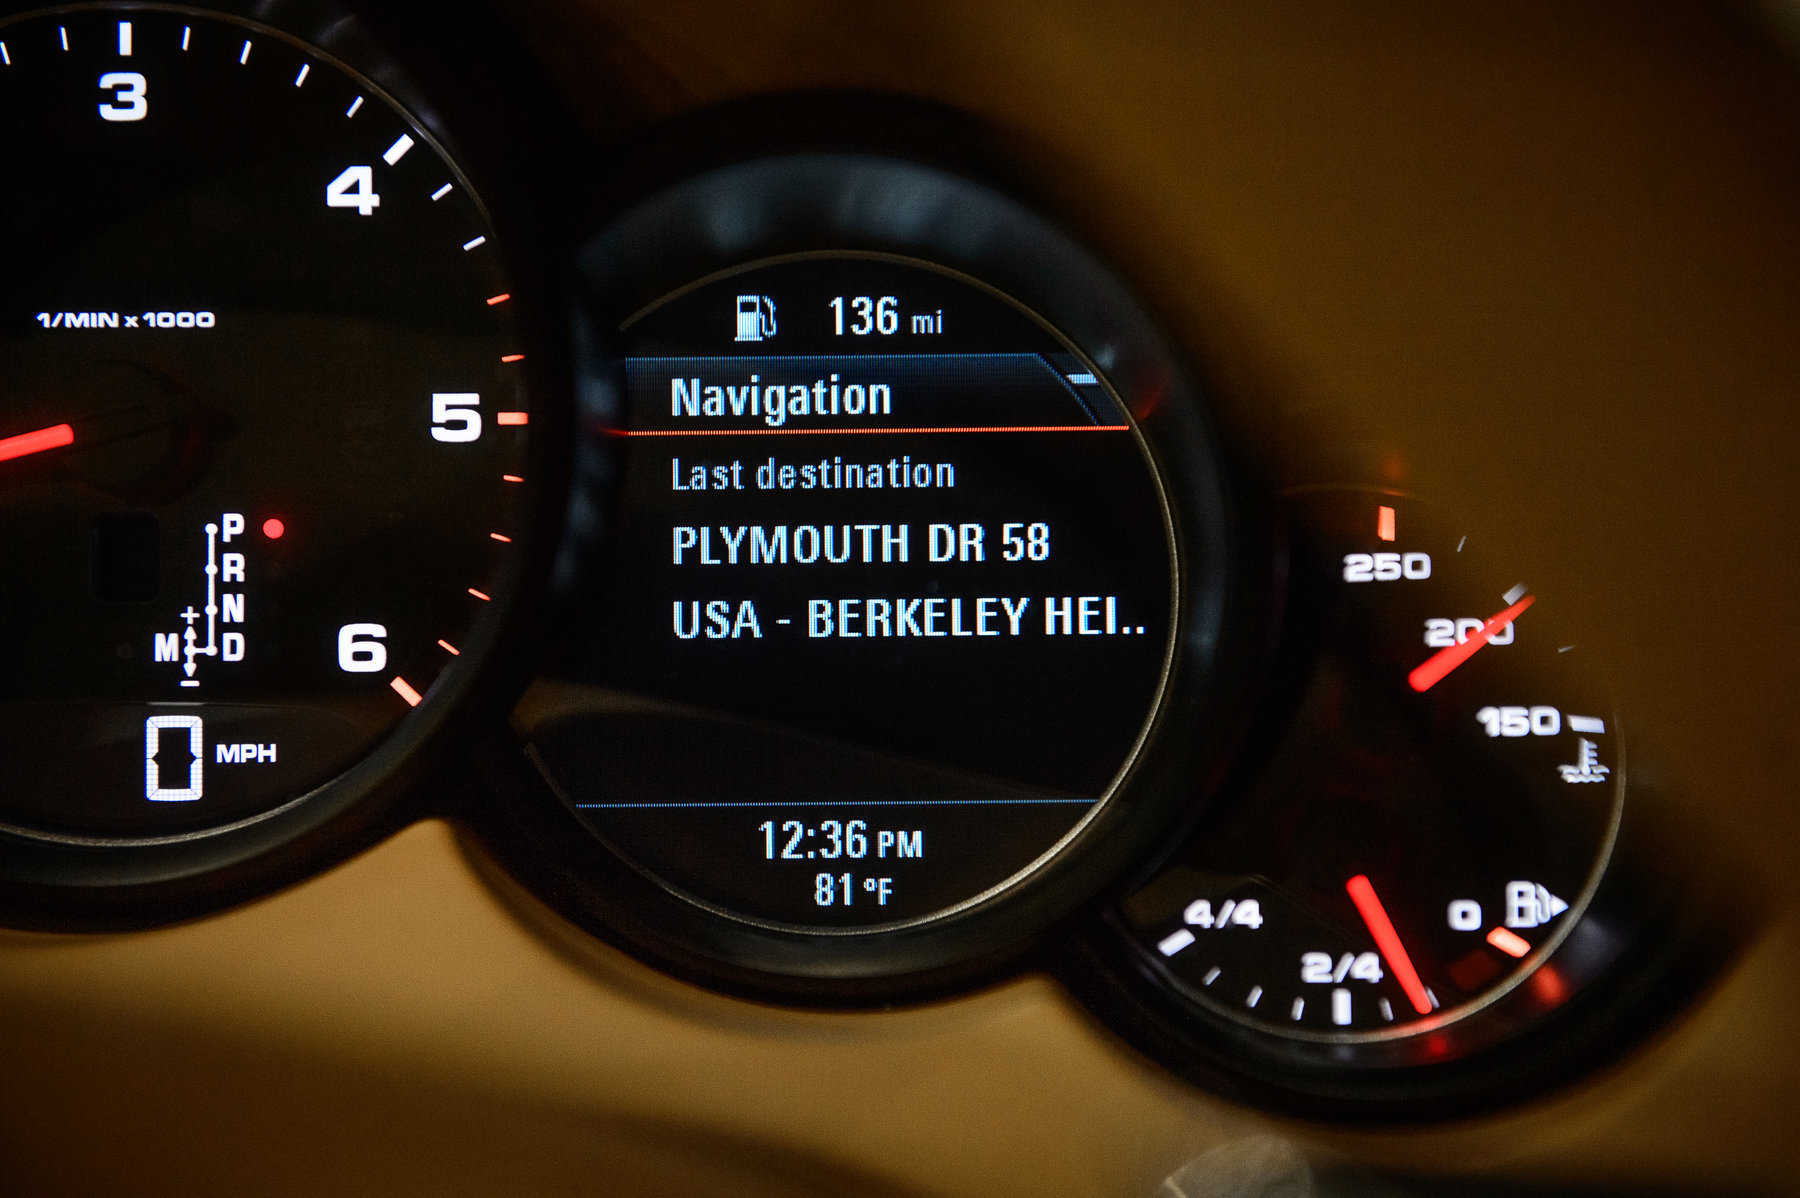 3
4
1/MIN x 1000
5
P
R
N
M D
+
-
6
0 MPH
136 mi
Navigation
Last destination
PLYMOUTH DR 58
USA - BERKELEY HEI..
12:36 PM
81 °F
250
200
150
4/4
2/4
0